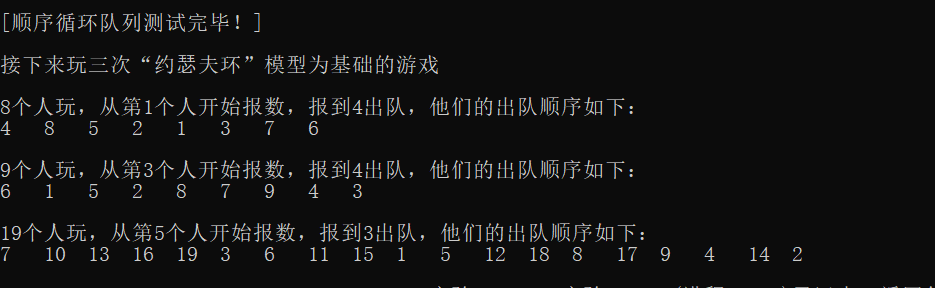 [顺序循环队列测试完毕！]
接下来玩三次“约瑟夫环”模型为基础的游戏
8个人玩，从第1个人开始报数，报到4出队，他们的出队顺序如下：
4 8 5 2 1 3 7 6
9个人玩，从第3个人开始报数，报到4出队，他们的出队顺序如下：
6 1 5 2 8 7 9 4 3
19个人玩，从第5个人开始报数，报到3出队，他们的出队顺序如下：
7 10 13 16 19 3 6 11 15 1 5 12 18 8 17 9 4 14 2